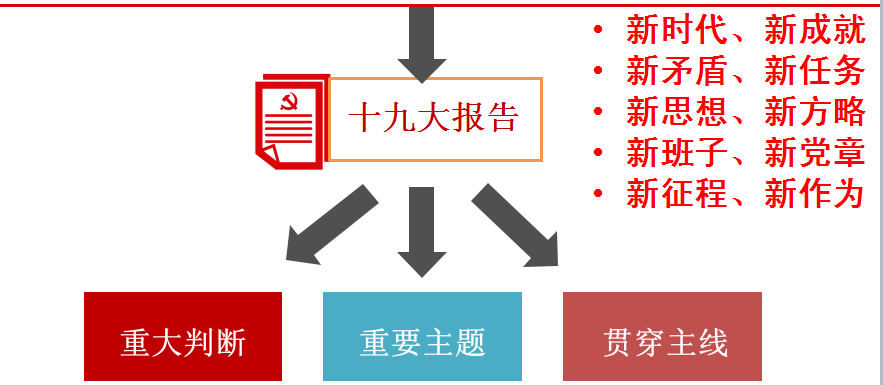 十九大报告
• 新时代、新成就
• 新矛盾、新任务
• 新思想、新方略
• 新班子、新党章
• 新征程、新作为
重大判断
重要主题
贯穿主线